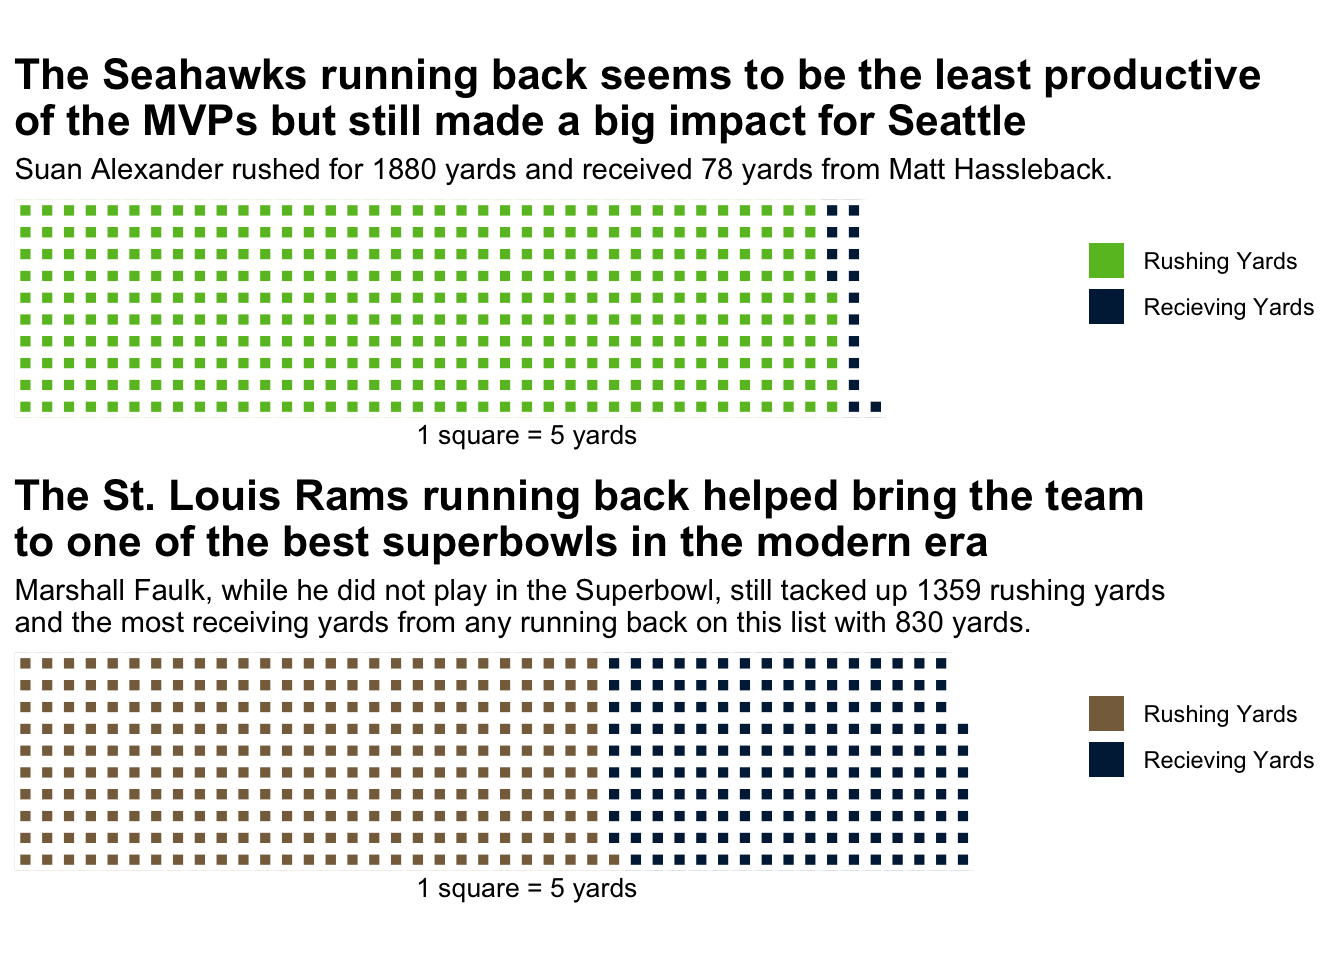 The Seahawks running back seems to be the least productive
of the MVPs but still made a big impact for Seattle
Suan Alexander rushed for 1880 yards and received 78 yards from Matt Hassleback.
Rushing Yards
Recieving Yards
1 square = 5 yards
The St. Louis Rams running back helped bring the team
to one of the best superbowls in the modern era
Marshall Faulk, while he did not play in the Superbowl, still tacked up 1359 rushing yards
and the most receiving yards from any running back on this list with 830 yards.
Rushing Yards
Recieving Yards
1 square = 5 yards